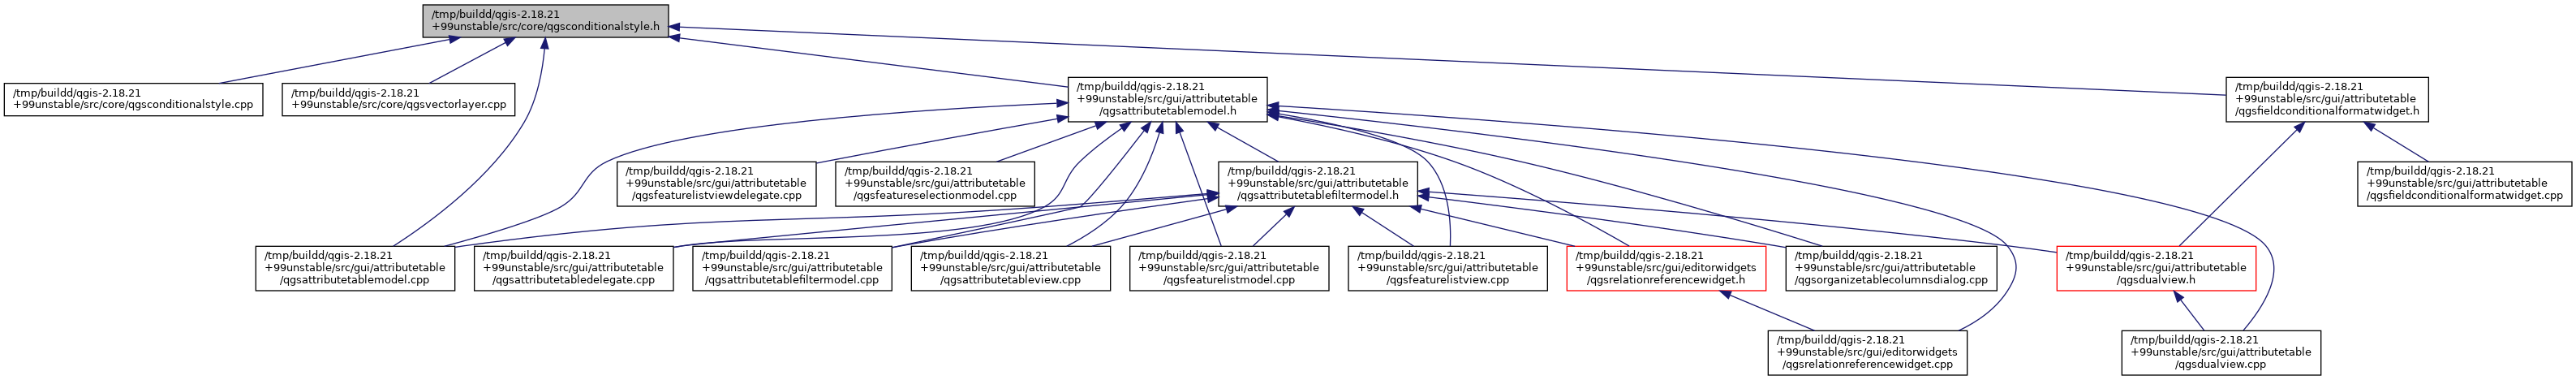 /tmp/buildd/qgis-2.18.21
+99unstable/src/core/qgsconditionalstyle.h
/tmp/buildd/qgis-2.18.21
+99unstable/src/core/qgsconditionalstyle.cpp
/tmp/buildd/qgis-2.18.21
+99unstable/src/core/qgsvectorlayer.cpp
/tmp/buildd/qgis-2.18.21
+99unstable/src/gui/attributetable
/qgsattributetablemodel.h
/tmp/buildd/qgis-2.18.21
+99unstable/src/gui/attributetable
/qgsfieldconditionalformatwidget.h
/tmp/buildd/qgis-2.18.21
+99unstable/src/gui/attributetable
/qgsfeaturelistviewdelegate.cpp
/tmp/buildd/qgis-2.18.21
+99unstable/src/gui/attributetable
/qgsfeatureselectionmodel.cpp
/tmp/buildd/qgis-2.18.21
+99unstable/src/gui/attributetable
/qgsattributetablefiltermodel.h
/tmp/buildd/qgis-2.18.21
+99unstable/src/gui/attributetable
/qgsfieldconditionalformatwidget.cpp
/tmp/buildd/qgis-2.18.21
+99unstable/src/gui/attributetable
/qgsattributetablemodel.cpp
/tmp/buildd/qgis-2.18.21
+99unstable/src/gui/attributetable
/qgsattributetabledelegate.cpp
/tmp/buildd/qgis-2.18.21
+99unstable/src/gui/attributetable
/qgsattributetablefiltermodel.cpp
/tmp/buildd/qgis-2.18.21
+99unstable/src/gui/attributetable
/qgsattributetableview.cpp
/tmp/buildd/qgis-2.18.21
+99unstable/src/gui/attributetable
/qgsfeaturelistmodel.cpp
/tmp/buildd/qgis-2.18.21
+99unstable/src/gui/attributetable
/qgsfeaturelistview.cpp
/tmp/buildd/qgis-2.18.21
+99unstable/src/gui/editorwidgets
/qgsrelationreferencewidget.h
/tmp/buildd/qgis-2.18.21
+99unstable/src/gui/attributetable
/qgsorganizetablecolumnsdialog.cpp
/tmp/buildd/qgis-2.18.21
+99unstable/src/gui/attributetable
/qgsdualview.h
/tmp/buildd/qgis-2.18.21
+99unstable/src/gui/editorwidgets
/qgsrelationreferencewidget.cpp
/tmp/buildd/qgis-2.18.21
+99unstable/src/gui/attributetable
/qgsdualview.cpp